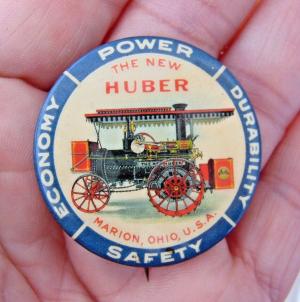 POWER
ECONOMY
DURABILITY
SAFETY
THE NEW
HUBER
MARION, OHIO, U.S.A.